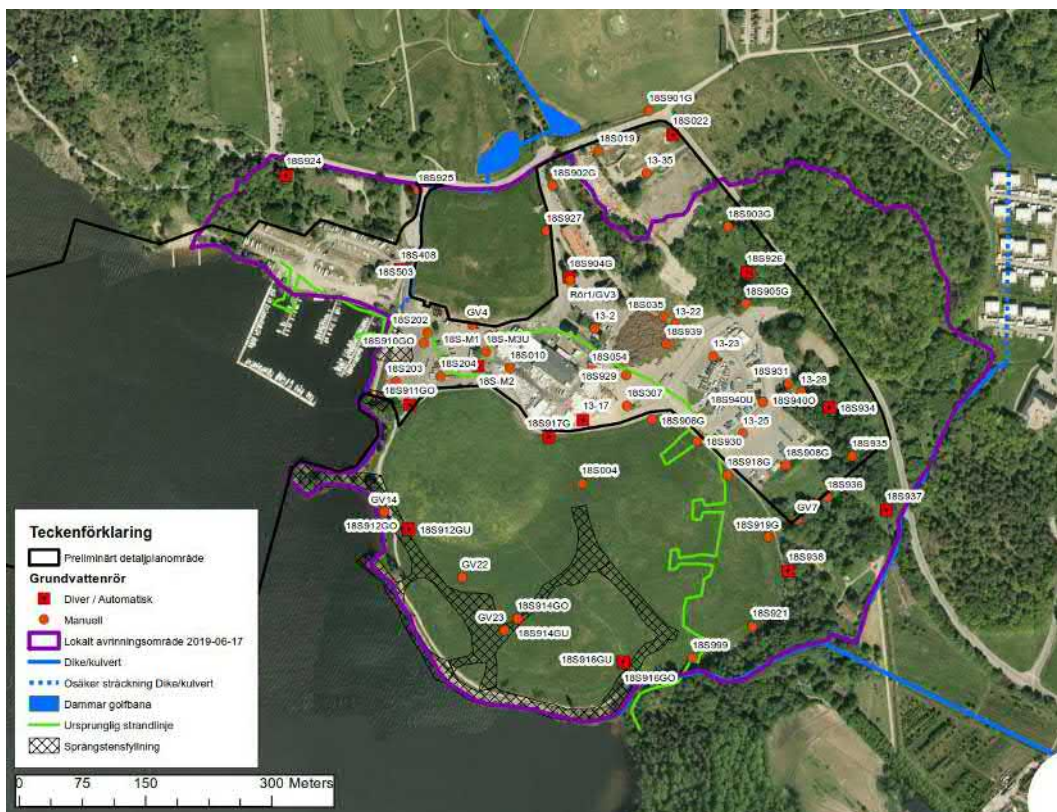 N
18S901G
18S022
18S019
13-35
18S924
18S925
18S902G
18S927
18S903G
18S408
18S503
18S904G
18S926
Rör1/GV3
18S905G
18S035
13-22
GV4
13-2
18S202
18S939
18S-M1
18S-M3U
18S910GO
18S010
18S054
13-23
18S203
18S204
18S-M2
18S929
18S931
13-28
18S911GO
18S307
18S940U
18S940O
18S934
13-17
18S917G
18S906G
13-25
18S930
18S935
18S918G
18S908G
18S004
18S936
GV14
GV7
18S937
18S912GO
18S912GU
18S919G
18S938
GV22
18S914GO
GV23
18S921
18S914GU
18S999
18S916GU
18S916GO
Teckenförklaring
Preliminärt detaljplanområde
Grundvattenrör
Diver / Automatisk
Manuell
Lokalt avrinningsområde 2019-06-17
Dike/kulvert
Osäker sträckning Dike/kulvert
Dammar golfbana
Ursprunglig strandlinje
Sprängstensfyllning
0 75 150 300 Meters